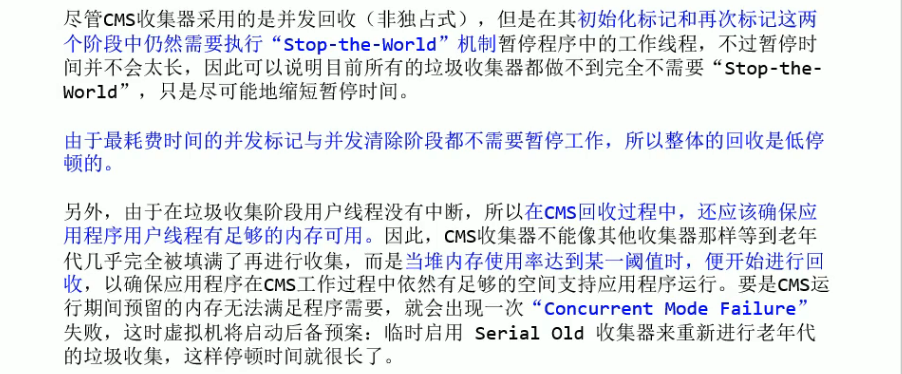 尽管CMS收集器采用的是并发回收（非独占式），但是在其初始化标记和再次标记这两
个阶段中仍然需要执行“Stop-the-World”机制暂停程序中的工作线程，不过暂停时
间并不会太长，因此可以说明目前所有的垃圾收集器都做不到完全不需要“Stop-the-
World”，只是尽可能地缩短暂停时间。
由于最耗费时间的并发标记与并发清除阶段都不需要暂停工作，所以整体的回收是低停
顿的。
另外，由于在垃圾收集阶段用户线程没有中断，所以在CMS回收过程中，还应该确保应
用程序用户线程有足够的内存可用。因此，CMS收集器不能像其他收集器那样等到老年
代几乎完全被填满了再进行收集，而是当堆内存使用率达到某一阈值时，便开始进行回
收，以确保应用程序在CMS工作过程中依然有足够的空间支持应用程序运行。要是CMS运
行期间预留的内存无法满足程序需要，就会出现一次“Concurrent Mode Failure”
失败，这时虚拟机将启动后备预案：临时启用 Serial Old 收集器来重新进行老年代
的垃圾收集，这样停顿时间就很长了。